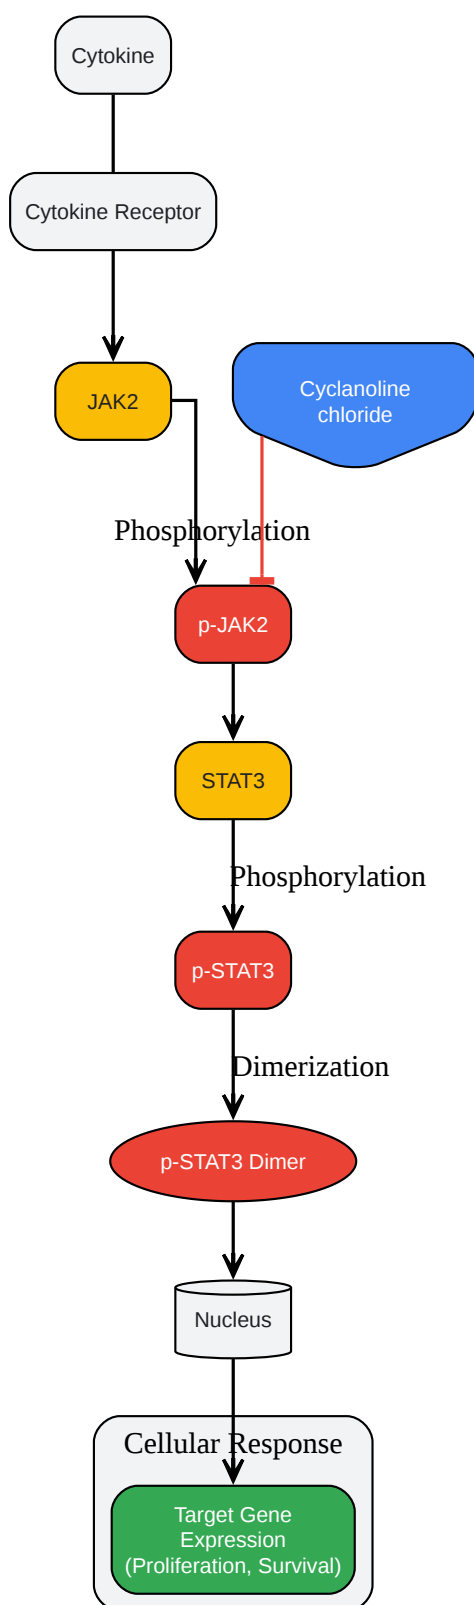 Cytokine
Cytokine Receptor
JAK2
Cyclanoline
chloride
Phosphorylation
p-JAK2
STAT3
Phosphorylation
p-STAT3
Dimerization
p-STAT3 Dimer
Nucleus
Cellular Response
Target Gene
Expression
(Proliferation, Survival)